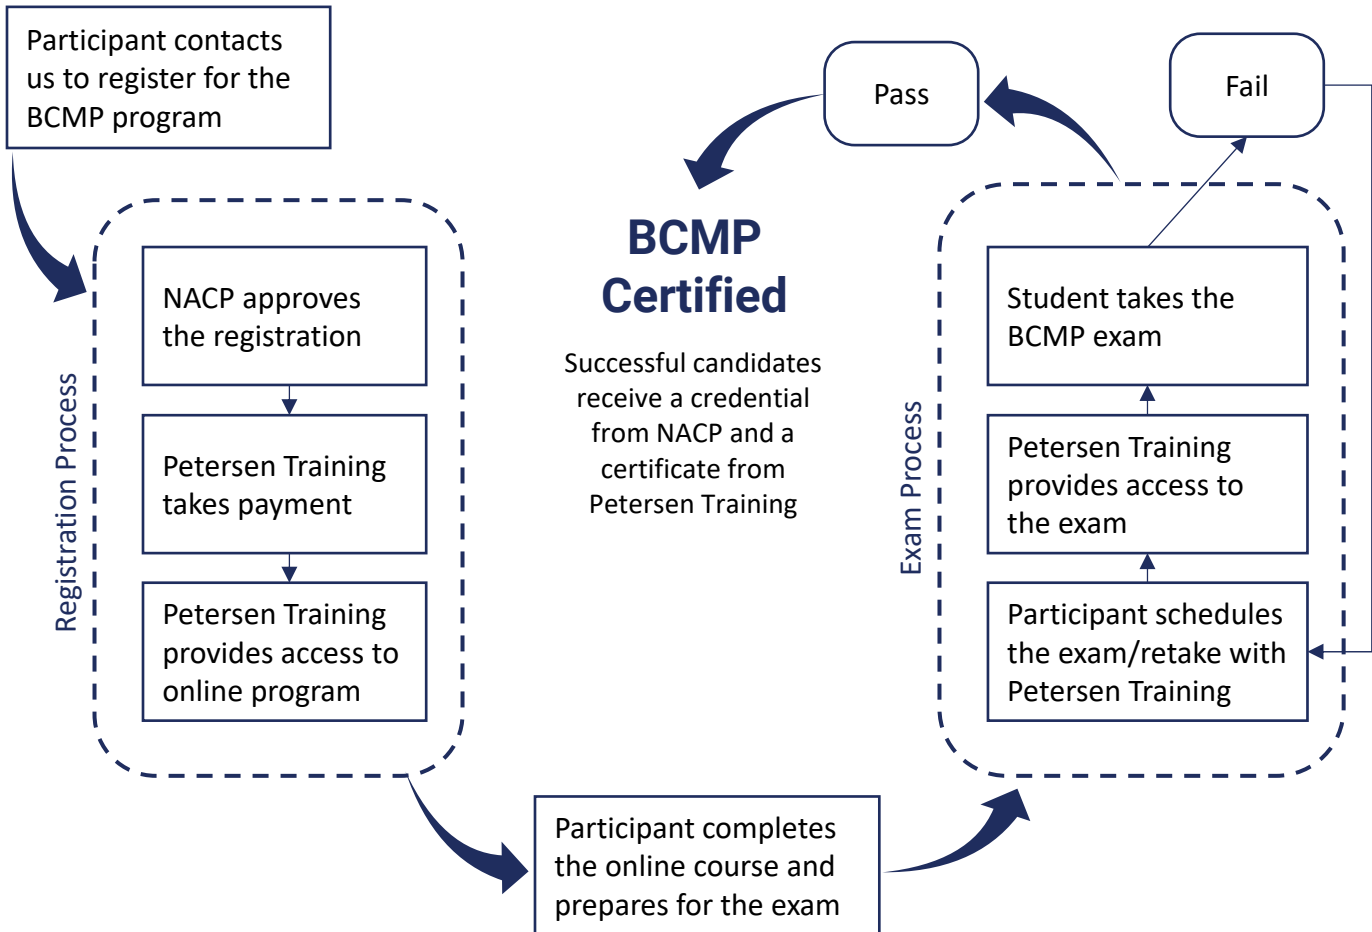 Participant contacts
us to register for the
BCMP program
Registration Process
NACP approves
the registration
Petersen Training
takes payment
Petersen Training
provides access to
online program
Participant completes
the online course and
prepares for the exam
Exam Process
Participant schedules
the exam/retake with
Petersen Training
Petersen Training
provides access to
the exam
Student takes the
BCMP exam
Fail
Pass
BCMP
Certified
Successful candidates
receive a credential
from NACP and a
certificate from
Petersen Training